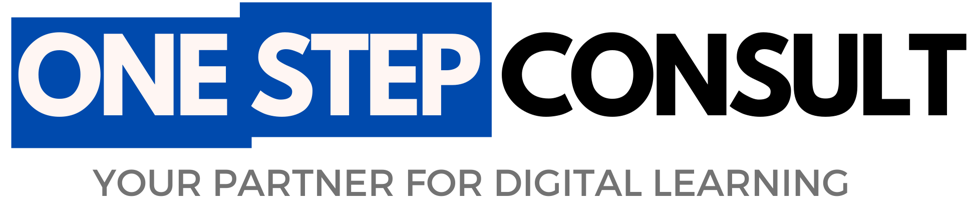 ONE STEP CONSULT
YOUR PARTNER FOR DIGITAL LEARNING